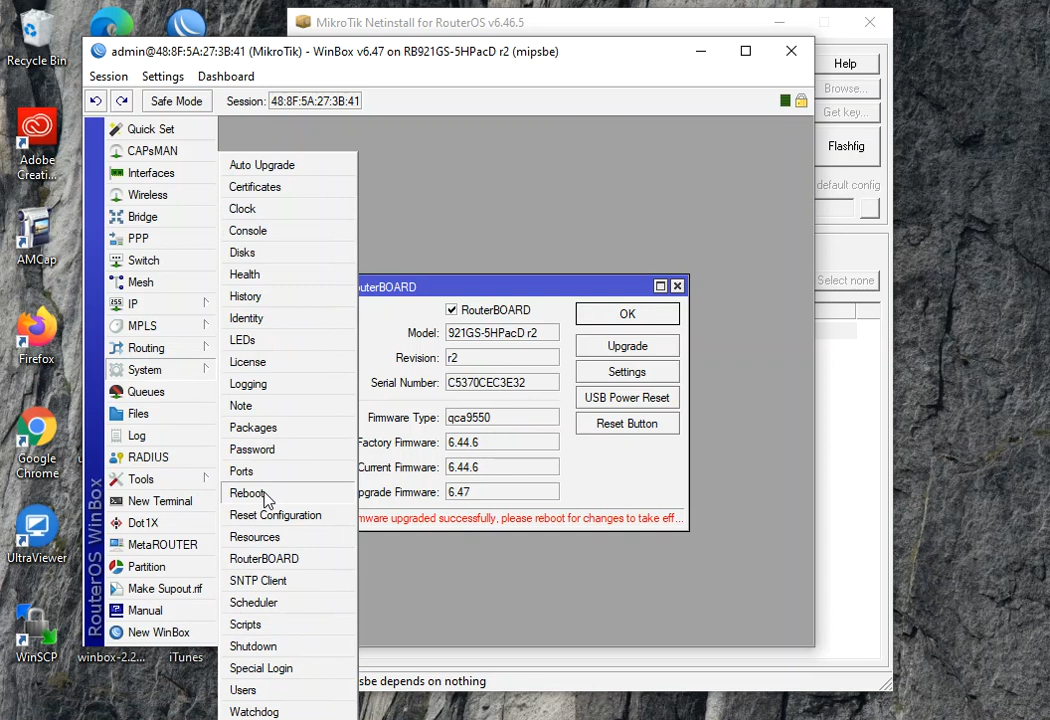 MikroTik Netinstall for RouterOS v6.46.5
Recycle Bin
admin@48:8F:5A:27:3B:41 (MikroTik) - WinBox v6.47 on RB921GS-5HPacD r2 (mipsbe)
Session Settings Dashboard
Safe Mode Session: 48:8F:5A:27:3B:41
Help
Browse...
Get key...
Flashfig
default config
Select none
Adobe
Creati...
AMCap
Firefox
Google
Chrome
UltraViewer
WinSCP
winbox-2.2...
iTunes
RouterOS WinBox
Quick Set
CAPsMAN
Interfaces
Wireless
Bridge
PPP
Switch
Mesh
IP
MPLS
Routing
System
Queues
Files
Log
RADIUS
Tools
New Terminal
Dot1X
MetaROUTER
Partition
Make Supout.rif
Manual
New WinBox
Auto Upgrade
Certificates
Clock
Console
Disks
Health
History
Identity
LEDs
License
Logging
Note
Packages
Password
Ports
Reboot
Reset Configuration
Resources
RouterBOARD
SNTP Client
Scheduler
Scripts
Shutdown
Special Login
Users
Watchdog
uterBOARD
RouterBOARD
Model: 921GS-5HPacD r2
Revision: r2
Serial Number: C5370CEC3E32
Firmware Type: qca9550
Factory Firmware: 6.44.6
Current Firmware: 6.44.6
pgrade Firmware: 6.47
OK
Upgrade
Settings
USB Power Reset
Reset Button
mware upgraded successfully, please reboot for changes to take eff...
sbe depends on nothing